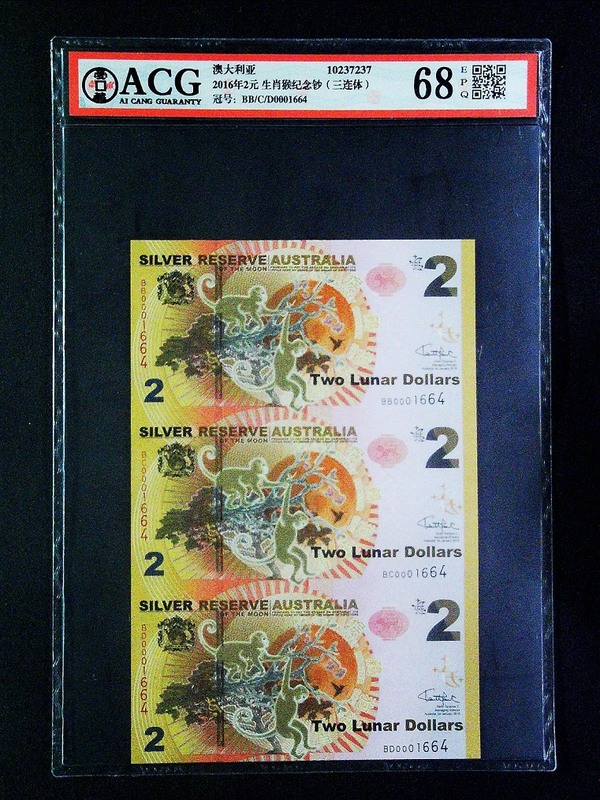 ACG
AI CANG GUARANTY
澳大利亚 10237237
2016年2元 生肖猴纪念钞（三连体）
冠号：BB/C/D0001664
68 EPQ
SILVER RESERVE AUSTRALIA
OF THE MOON
2
BB0001664
Two Lunar Dollars
2
BB0001664
SILVER RESERVE AUSTRALIA
OF THE MOON
2
BC0001664
Two Lunar Dollars
2
BC0001664
SILVER RESERVE AUSTRALIA
OF THE MOON
2
BD0001664
Two Lunar Dollars
2
BD0001664